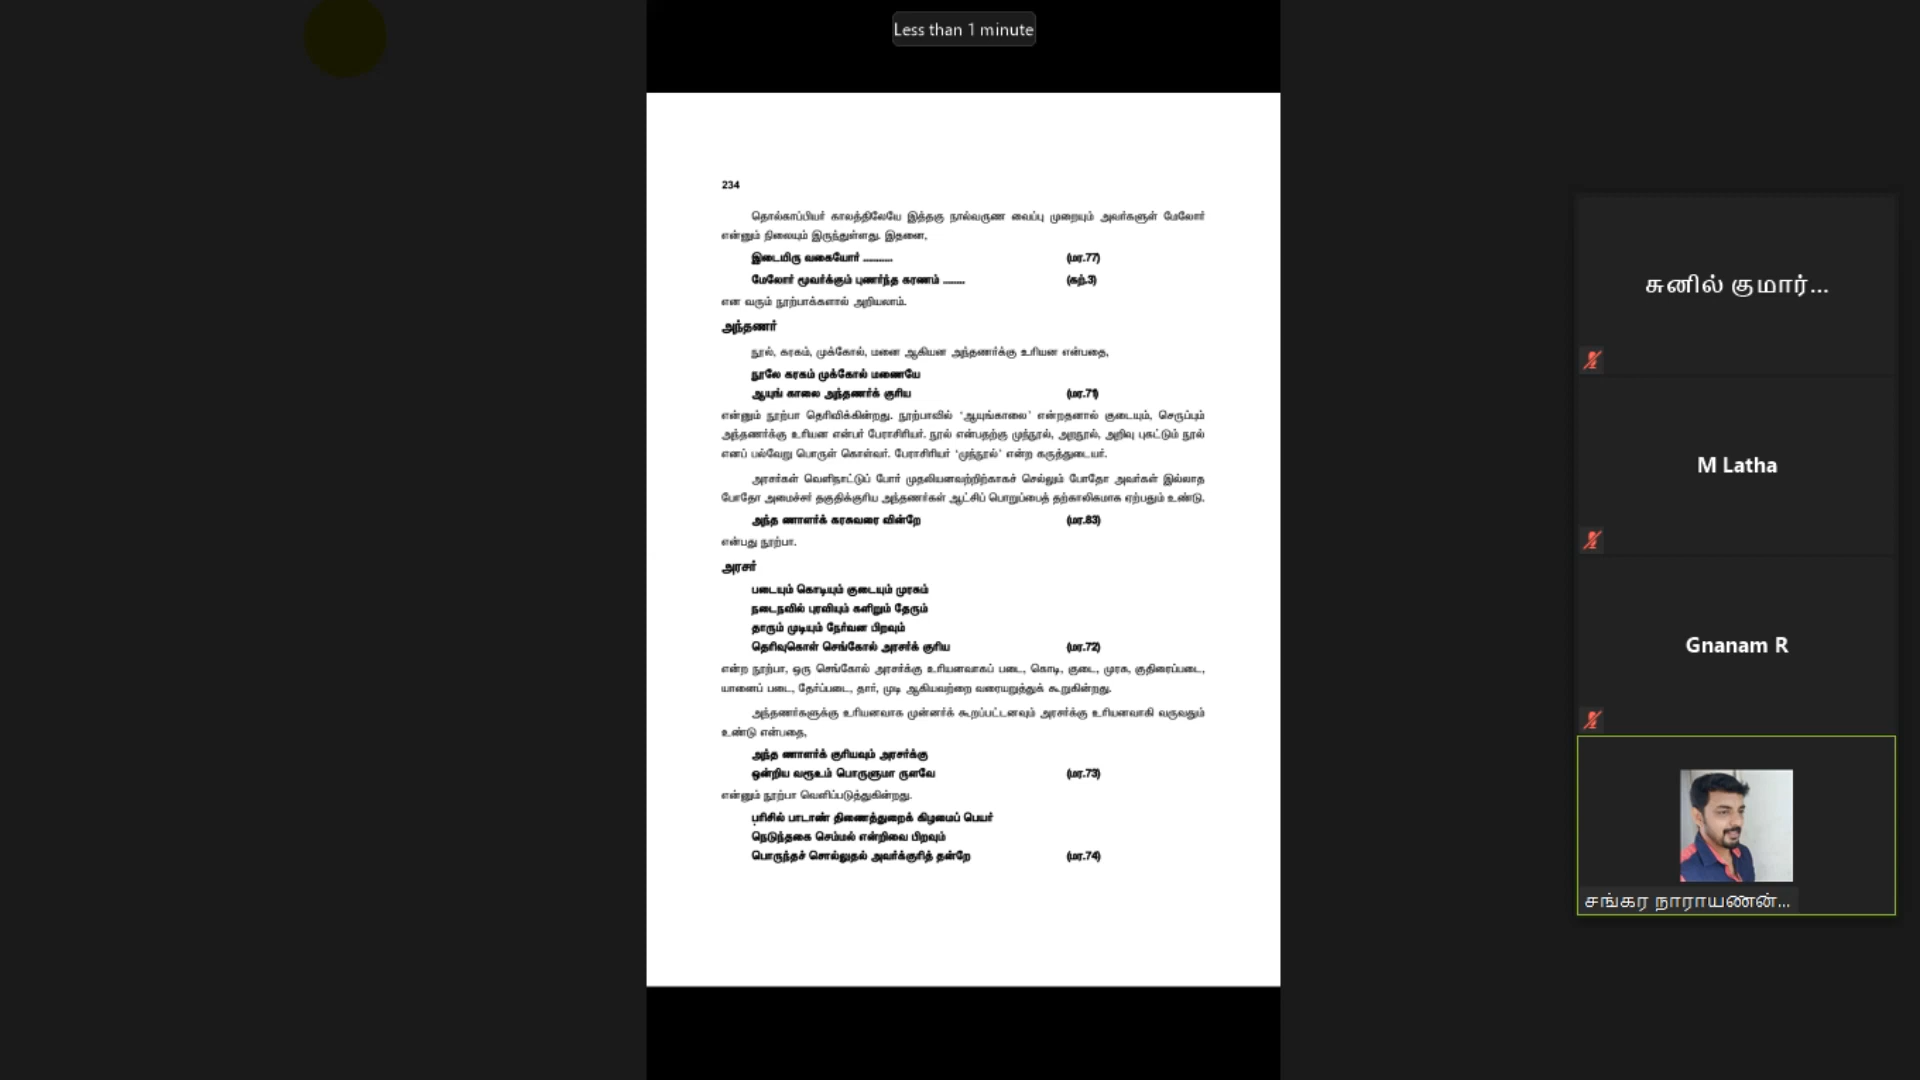 Less than 1 minute
234
தொல்காப்பியர் காலத்திலேயே இத்தகு நால்வருண வைப்பு முறையும் அவர்களுள் மேலோர்
என்னும் நிலையும் இருந்துள்ளது. இதனை,
இடையிரு வகையோர் .......... (மர.77)
மேலோர் மூவர்க்கும் புணர்ந்த கரணம் ....... (கற்.3)
என வரும் நூற்பாக்களால் அறியலாம்.
அந்தணர்
நூல், கரகம், முக்கோல், மனை ஆகியன அந்தணர்க்கு உரியன என்பதை,
நூலே கரகம் முக்கோல் மணையே
ஆயுங் காலை அந்தணர்க் குரிய (மர.71)
என்னும் நூற்பா தெரிவிக்கின்றது. நூற்பாவில் ‘ஆயுங்காலை’ என்றதனால் குடையும், செருப்பும்
அந்தணர்க்கு உரியன என்பர் பேராசிரியர். நூல் என்பதற்கு முந்நூல், அறநூல், அறிவு புகட்டும் நூல்
எனப் பல்வேறு பொருள் கொள்வர். பேராசிரியர் ‘முந்நூல்’ என்ற கருத்துடையர்.
அரசர்கள் வெளிநாட்டுப் போர் முதலியனவற்றிற்காகச் செல்லும் போதோ அவர்கள் இல்லாத
போதோ அமைச்சர் தகுதிக்குரிய அந்தணர்கள் ஆட்சிப் பொறுப்பைத் தற்காலிகமாக ஏற்பதும் உண்டு.
அந்த ணாளர்க் கரசுவரை வின்றே (மர.83)
என்பது நூற்பா.
அரசர்
படையும் கொடியும் குடையும் முரசும்
நடைநவில் புரவியும் களிறும் தேரும்
தாரும் முடியும் நேர்வன பிறவும்
தெரிவுகொள் செங்கோல் அரசர்க் குரிய (மர.72)
என்ற நூற்பா, ஒரு செங்கோல் அரசர்க்கு உரியனவாகப் படை, கொடி, குடை, முரசு, குதிரைப்படை,
யானைப் படை, தேர்ப்படை, தார், முடி ஆகியவற்றை வரையறுத்துக் கூறுகின்றது.
அந்தணர்களுக்கு உரியனவாக முன்னர்க் கூறப்பட்டனவும் அரசர்க்கு உரியனவாகி வருவதும்
உண்டு என்பதை,
அந்த ணாளர்க் குரியவும் அரசர்க்கு
ஒன்றிய வரூஉம் பொருளுமா ருளவே (மர.73)
என்னும் நூற்பா வெளிப்படுத்துகின்றது.
பரிசில் பாடாண் திணைத்துறைக் கிழமைப் பெயர்
நெடுந்தகை செம்மல் என்றிவை பிறவும்
பொருந்தச் சொல்லுதல் அவர்க்குரித் தன்றே (மர.74)
சுனில் குமார்...
M Latha
Gnanam R
சங்கர நாராயணன்...